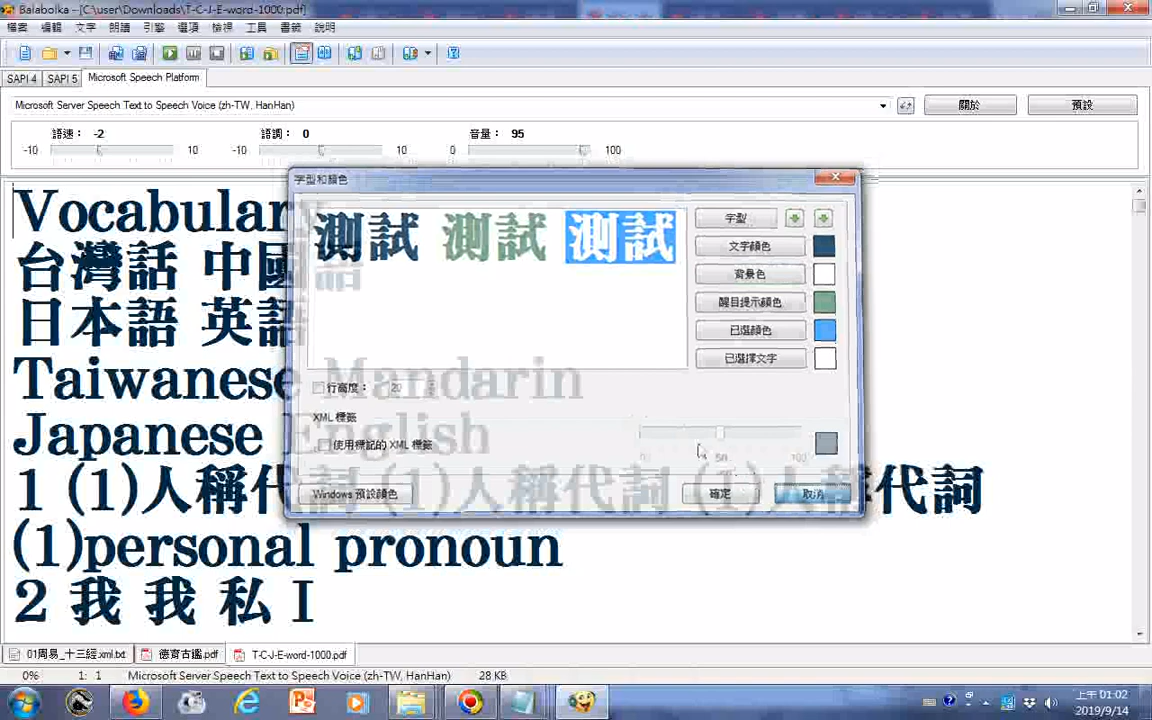 Balabolka - [C:\user\Downloads\T-C-J-E-word-1000.pdf]
檔案 編輯 文字 朗讀 引擎 選項 檢視 工具 書籤 說明
SAPI 4 SAPI 5 Microsoft Speech Platform
Microsoft Server Speech Text to Speech Voice (zh-TW, HanHan) 關於 預設
語速： -2 語調： 0 音量： 95
-10 10 -10 10 0 100
Vocabulary
台灣話 中國語
日本語 英語
Taiwanese Mandarin
Japanese English
1 (1)人稱代詞 (1)人稱代詞 (1)人稱代詞
(1)personal pronoun
2 我 我 私 I
字型和顏色
測試 測試 測試
字型
文字顏色
背景色
醒目提示顏色
已選顏色
已選擇文字
行高度： 20
XML 標籤
使用標記的 XML 標籤
50 100
Windows 預設顏色 確定 取消
01周易_十三經.xml.txt 德育古鑑.pdf T-C-J-E-word-1000.pdf
0% 1: 1 Microsoft Server Speech Text to Speech Voice (zh-TW, HanHan) 28 KB
上午 01:02
2019/9/14